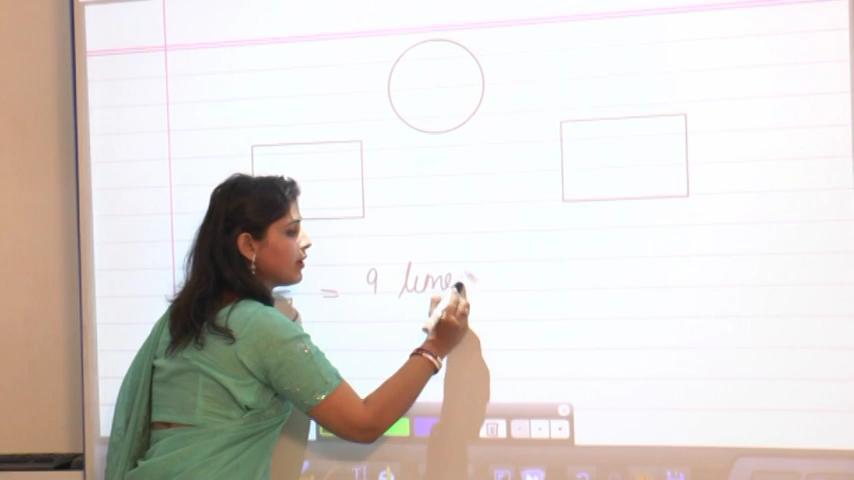 = 9 line